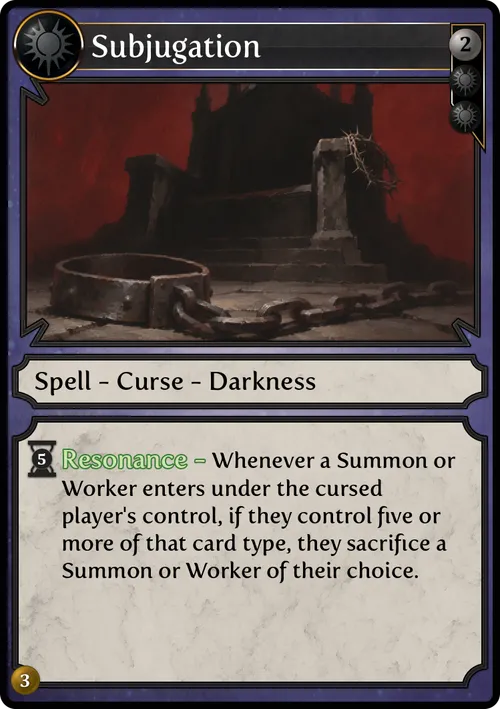 Subjugation
2
Spell - Curse - Darkness
5
Resonance - Whenever a Summon or
Worker enters under the cursed
player's control, if they control five or
more of that card type, they sacrifice a
Summon or Worker of their choice.
3